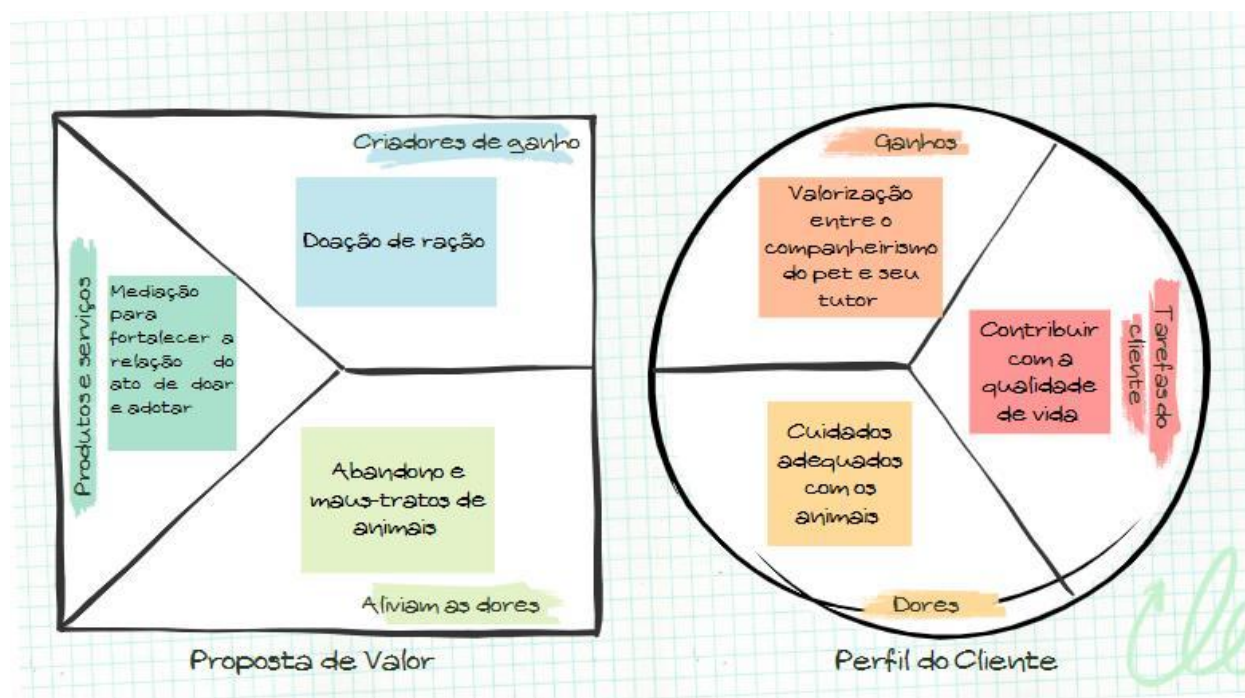 Criadores de ganho
Doação de ração
Produtos e serviços
Mediação
para
fortalecer a
relação do
ato de doar
e adotar
Abandono e
maus-tratos de
animais
Aliviam as dores
Proposta de Valor
Ganhos
Valorização
entre o
companheirismo
do pet e seu
tutor
Tarefas do
cliente
Contribuir
com a
qualidade
de vida
Cuidados
adequados
com os
animais
Dores
Perfil do Cliente